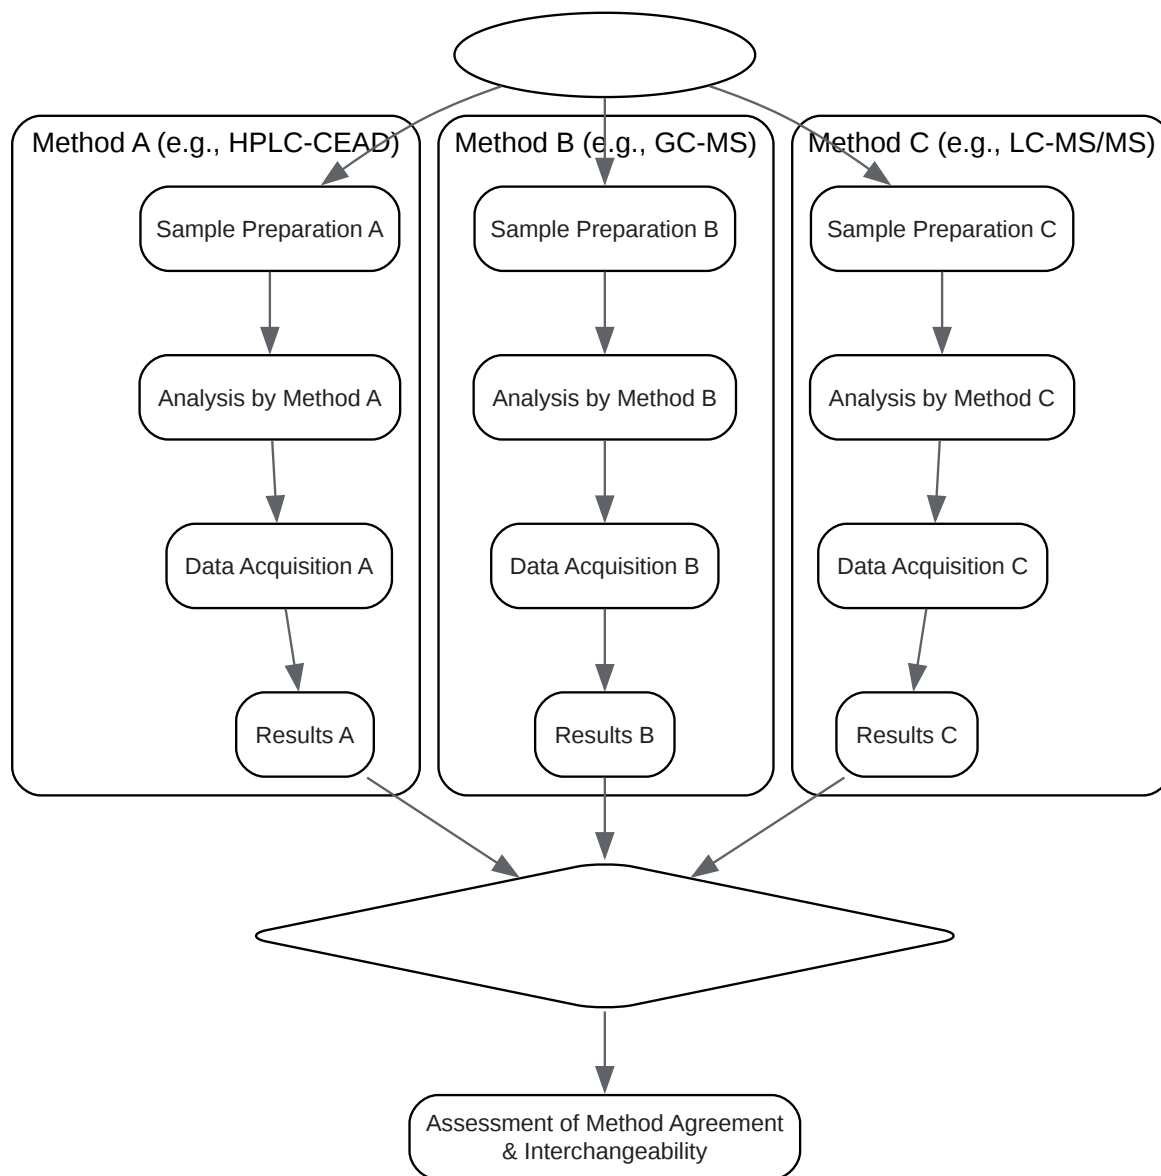 Method A (e.g., HPLC-CEAD)
Method B (e.g., GC-MS)
Method C (e.g., LC-MS/MS)
Sample Preparation A
Sample Preparation B
Sample Preparation C
Analysis by Method A
Analysis by Method B
Analysis by Method C
Data Acquisition A
Data Acquisition B
Data Acquisition C
Results A
Results B
Results C
Assessment of Method Agreement
& Interchangeability